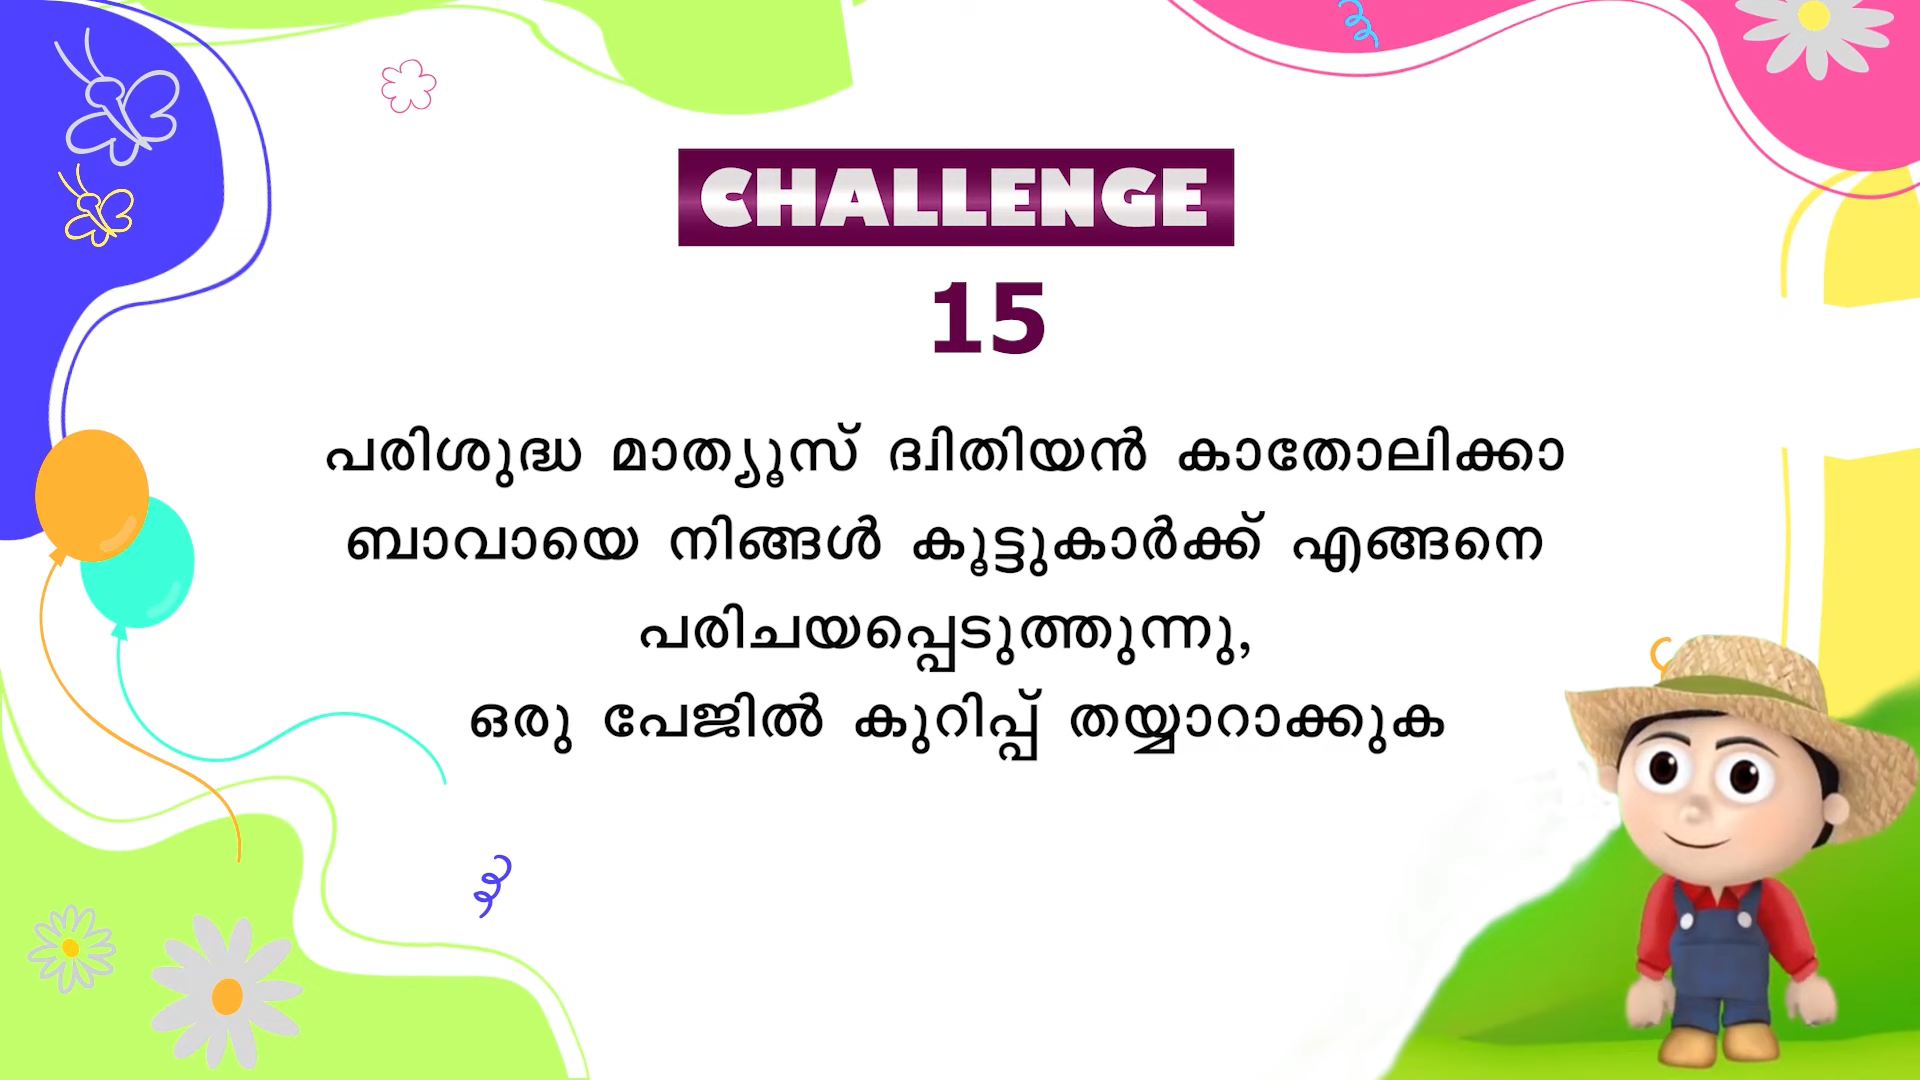 CHALLENGE
15
പരിശുദ്ധ മാത്യൂസ് ദ്വിതിയൻ കാതോലിക്കാ
ബാവായെ നിങ്ങൾ കൂട്ടുകാർക്ക് എങ്ങനെ
പരിചയപ്പെടുത്തുന്നു,
ഒരു പേജിൽ കുറിപ്പ് തയ്യാറാക്കുക